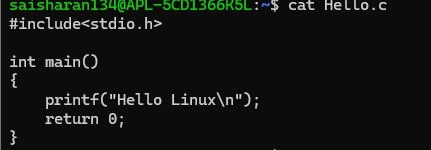 saisharan134@APL-5CD1366K5L:~$ cat Hello.c
#include<stdio.h>
int main()
{
    printf("Hello Linux\n");
    return 0;
}